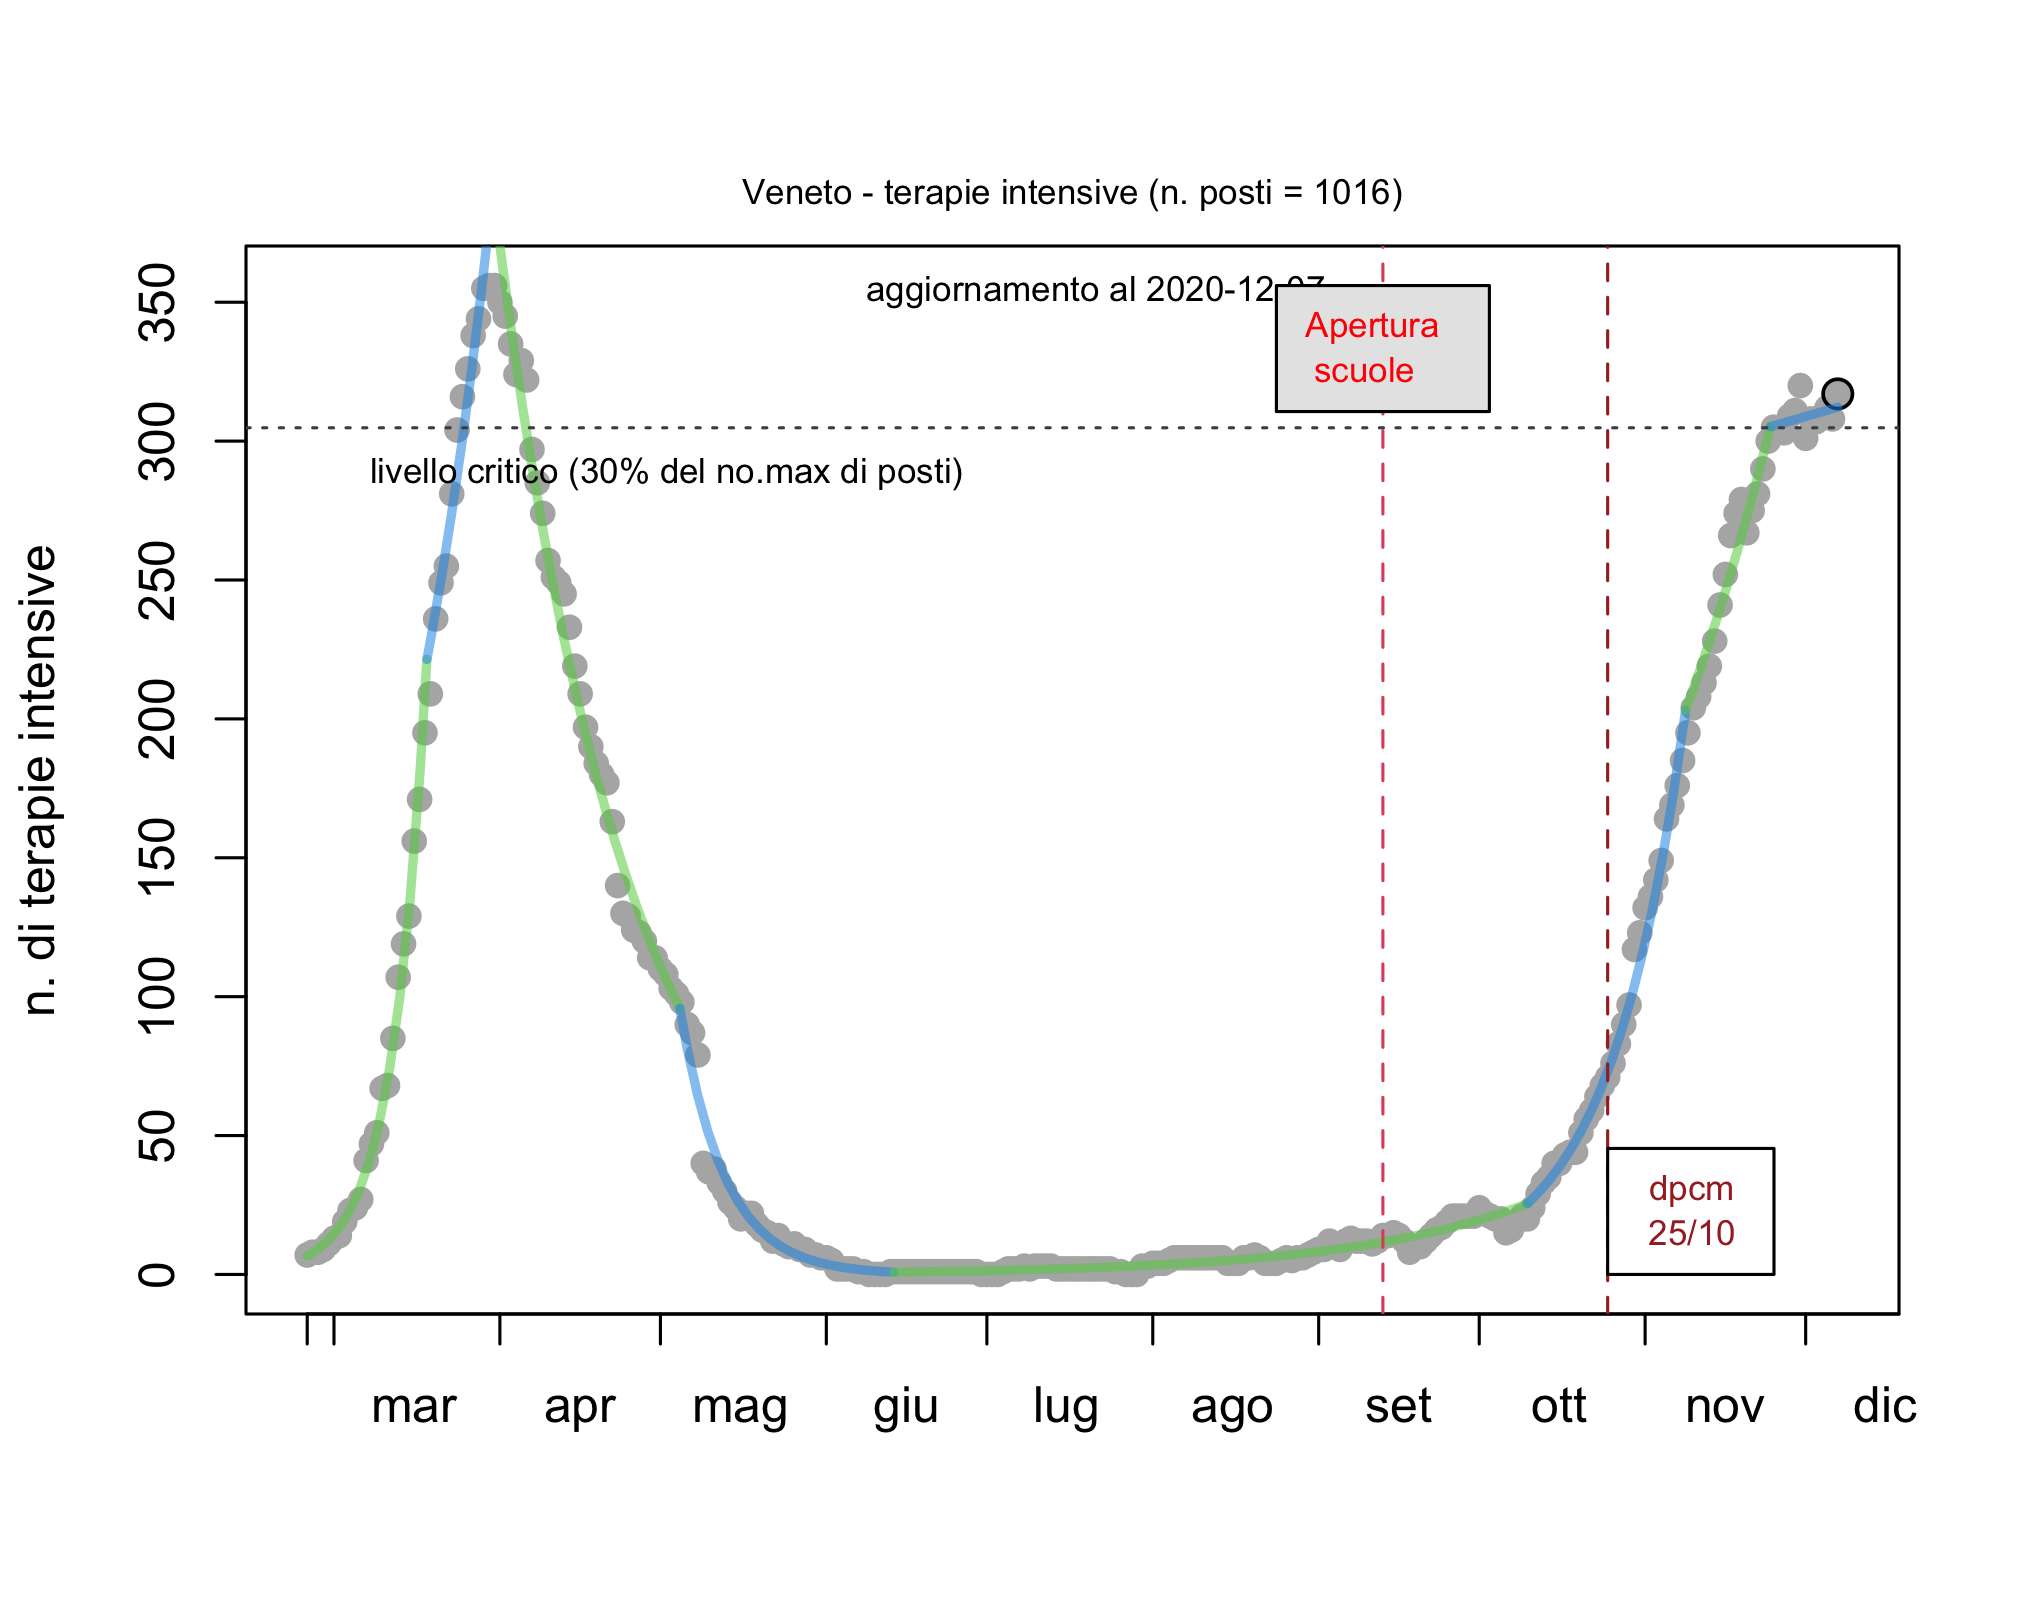 Veneto - terapie intensive (n. posti = 1016)
aggiornamento al 2020-12-07
Apertura
scuole
livello critico (30% del no.max di posti)
n. di terapie intensive
350
300
250
200
150
100
50
0
dpcm
25/10
mar apr mag giu lug ago set ott nov dic